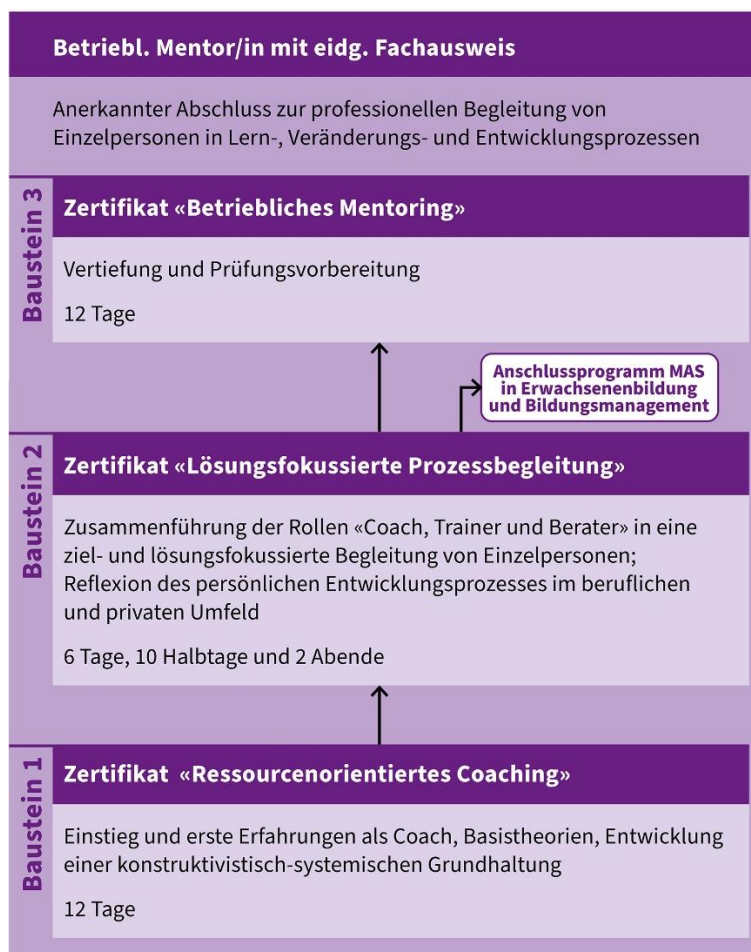 Betriebl. Mentor/in mit eidg. Fachausweis
Anerkannter Abschluss zur professionellen Begleitung von
Einzelpersonen in Lern-, Veränderungs- und Entwicklungsprozessen
Baustein 3
Zertifikat «Betriebliches Mentoring»
Vertiefung und Prüfungsvorbereitung
12 Tage
Anschlussprogramm MAS
in Erwachsenenbildung
und Bildungsmanagement
Baustein 2
Zertifikat «Lösungsfokussierte Prozessbegleitung»
Zusammenführung der Rollen «Coach, Trainer und Berater» in eine
ziel- und lösungsfokussierte Begleitung von Einzelpersonen;
Reflexion des persönlichen Entwicklungsprozesses im beruflichen
und privaten Umfeld
6 Tage, 10 Halbtage und 2 Abende
Baustein 1
Zertifikat «Ressourcenorientiertes Coaching»
Einstieg und erste Erfahrungen als Coach, Basistheorien, Entwicklung
einer konstruktivistisch-systemischen Grundhaltung
12 Tage